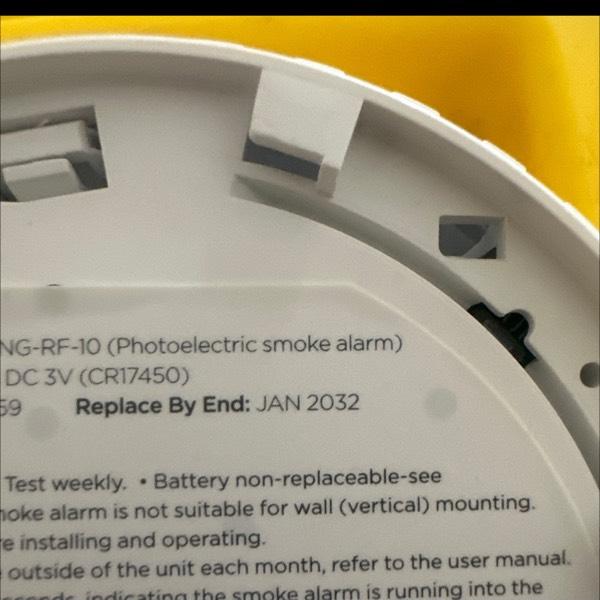 NG-RF-10 (Photoelectric smoke alarm)
DC 3V (CR17450)
59 Replace By End: JAN 2032
Test weekly. • Battery non-replaceable-see
moke alarm is not suitable for wall (vertical) mounting.
re installing and operating.
outside of the unit each month, refer to the user manual.
indicating the smoke alarm is running into the